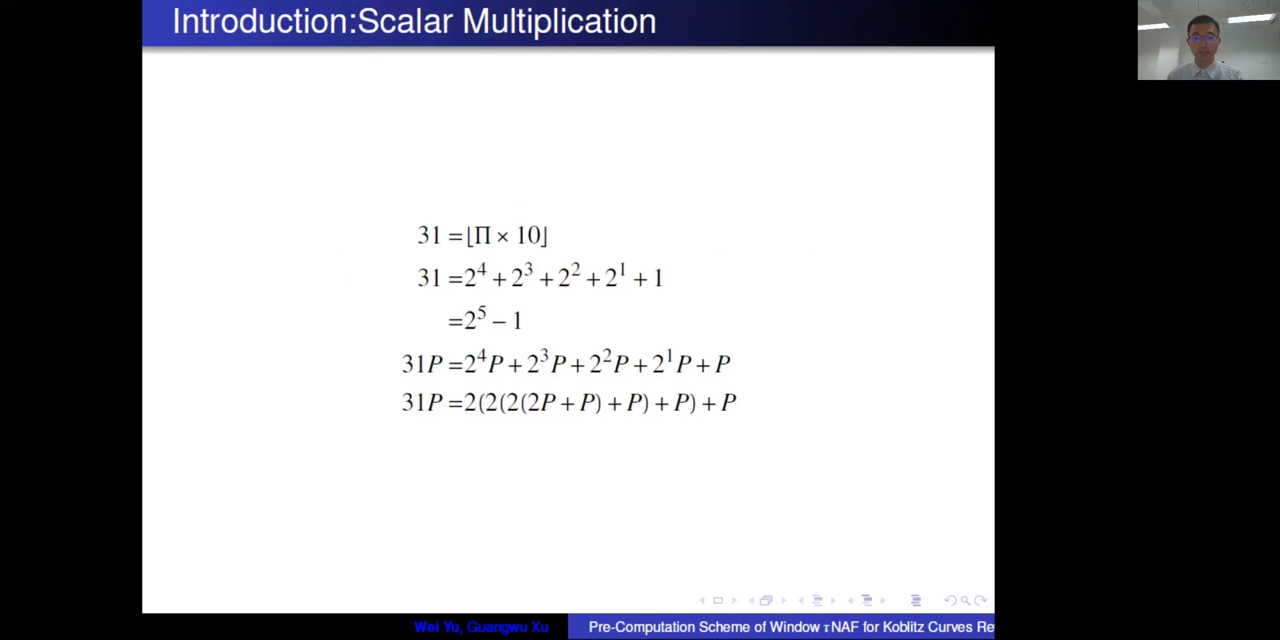 Introduction:Scalar Multiplication
31 =⌊Π × 10⌋
31 =2⁴ + 2³ + 2² + 2¹ + 1
=2⁵ − 1
31P =2⁴P + 2³P + 2²P + 2¹P + P
31P =2(2(2(2P + P) + P) + P) + P
Wei Yu, Guangwu Xu
Pre-Computation Scheme of Window τNAF for Koblitz Curves Re